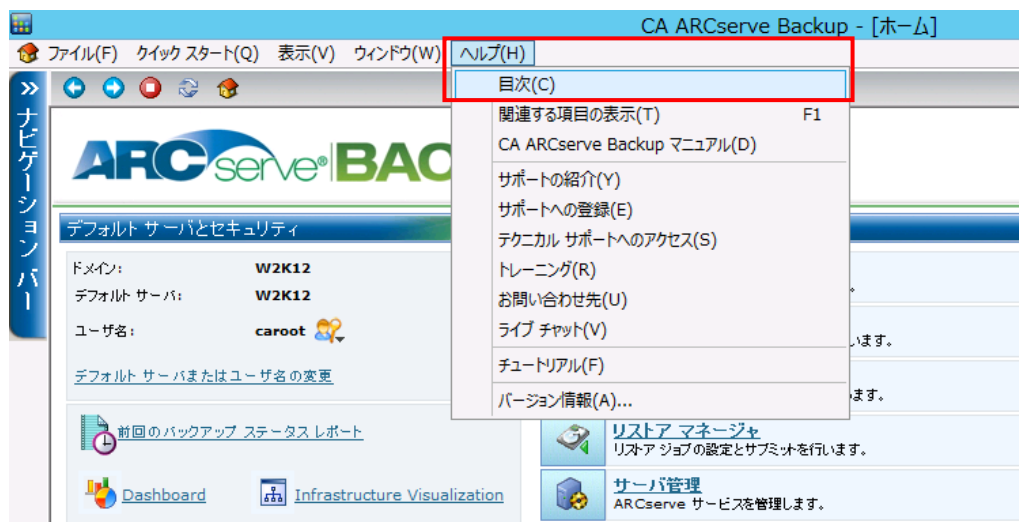 CA ARCserve Backup - [ホーム]
ファイル(F) クイック スタート(Q) 表示(V) ウィンドウ(W) ヘルプ(H)
目次(C)
関連する項目の表示(T) F1
CA ARCserve Backup マニュアル(D)
サポートの紹介(Y)
サポートへの登録(E)
テクニカル サポートへのアクセス(S)
トレーニング(R)
お問い合わせ先(U)
ライブ チャット(V)
チュートリアル(F)
バージョン情報(A)...
ナビゲーション バー
ARCserve® BAC
デフォルト サーバとセキュリティ
ドメイン: W2K12
デフォルト サーバ: W2K12
ユーザ名: caroot
デフォルト サーバまたはユーザ名の変更
前回のバックアップ ステータス レポート
Dashboard Infrastructure Visualization
。
います。
ます。
リストア マネージャ
リストア ジョブの設定とサブミットを行います。
サーバ管理
ARCserve サービスを管理します。